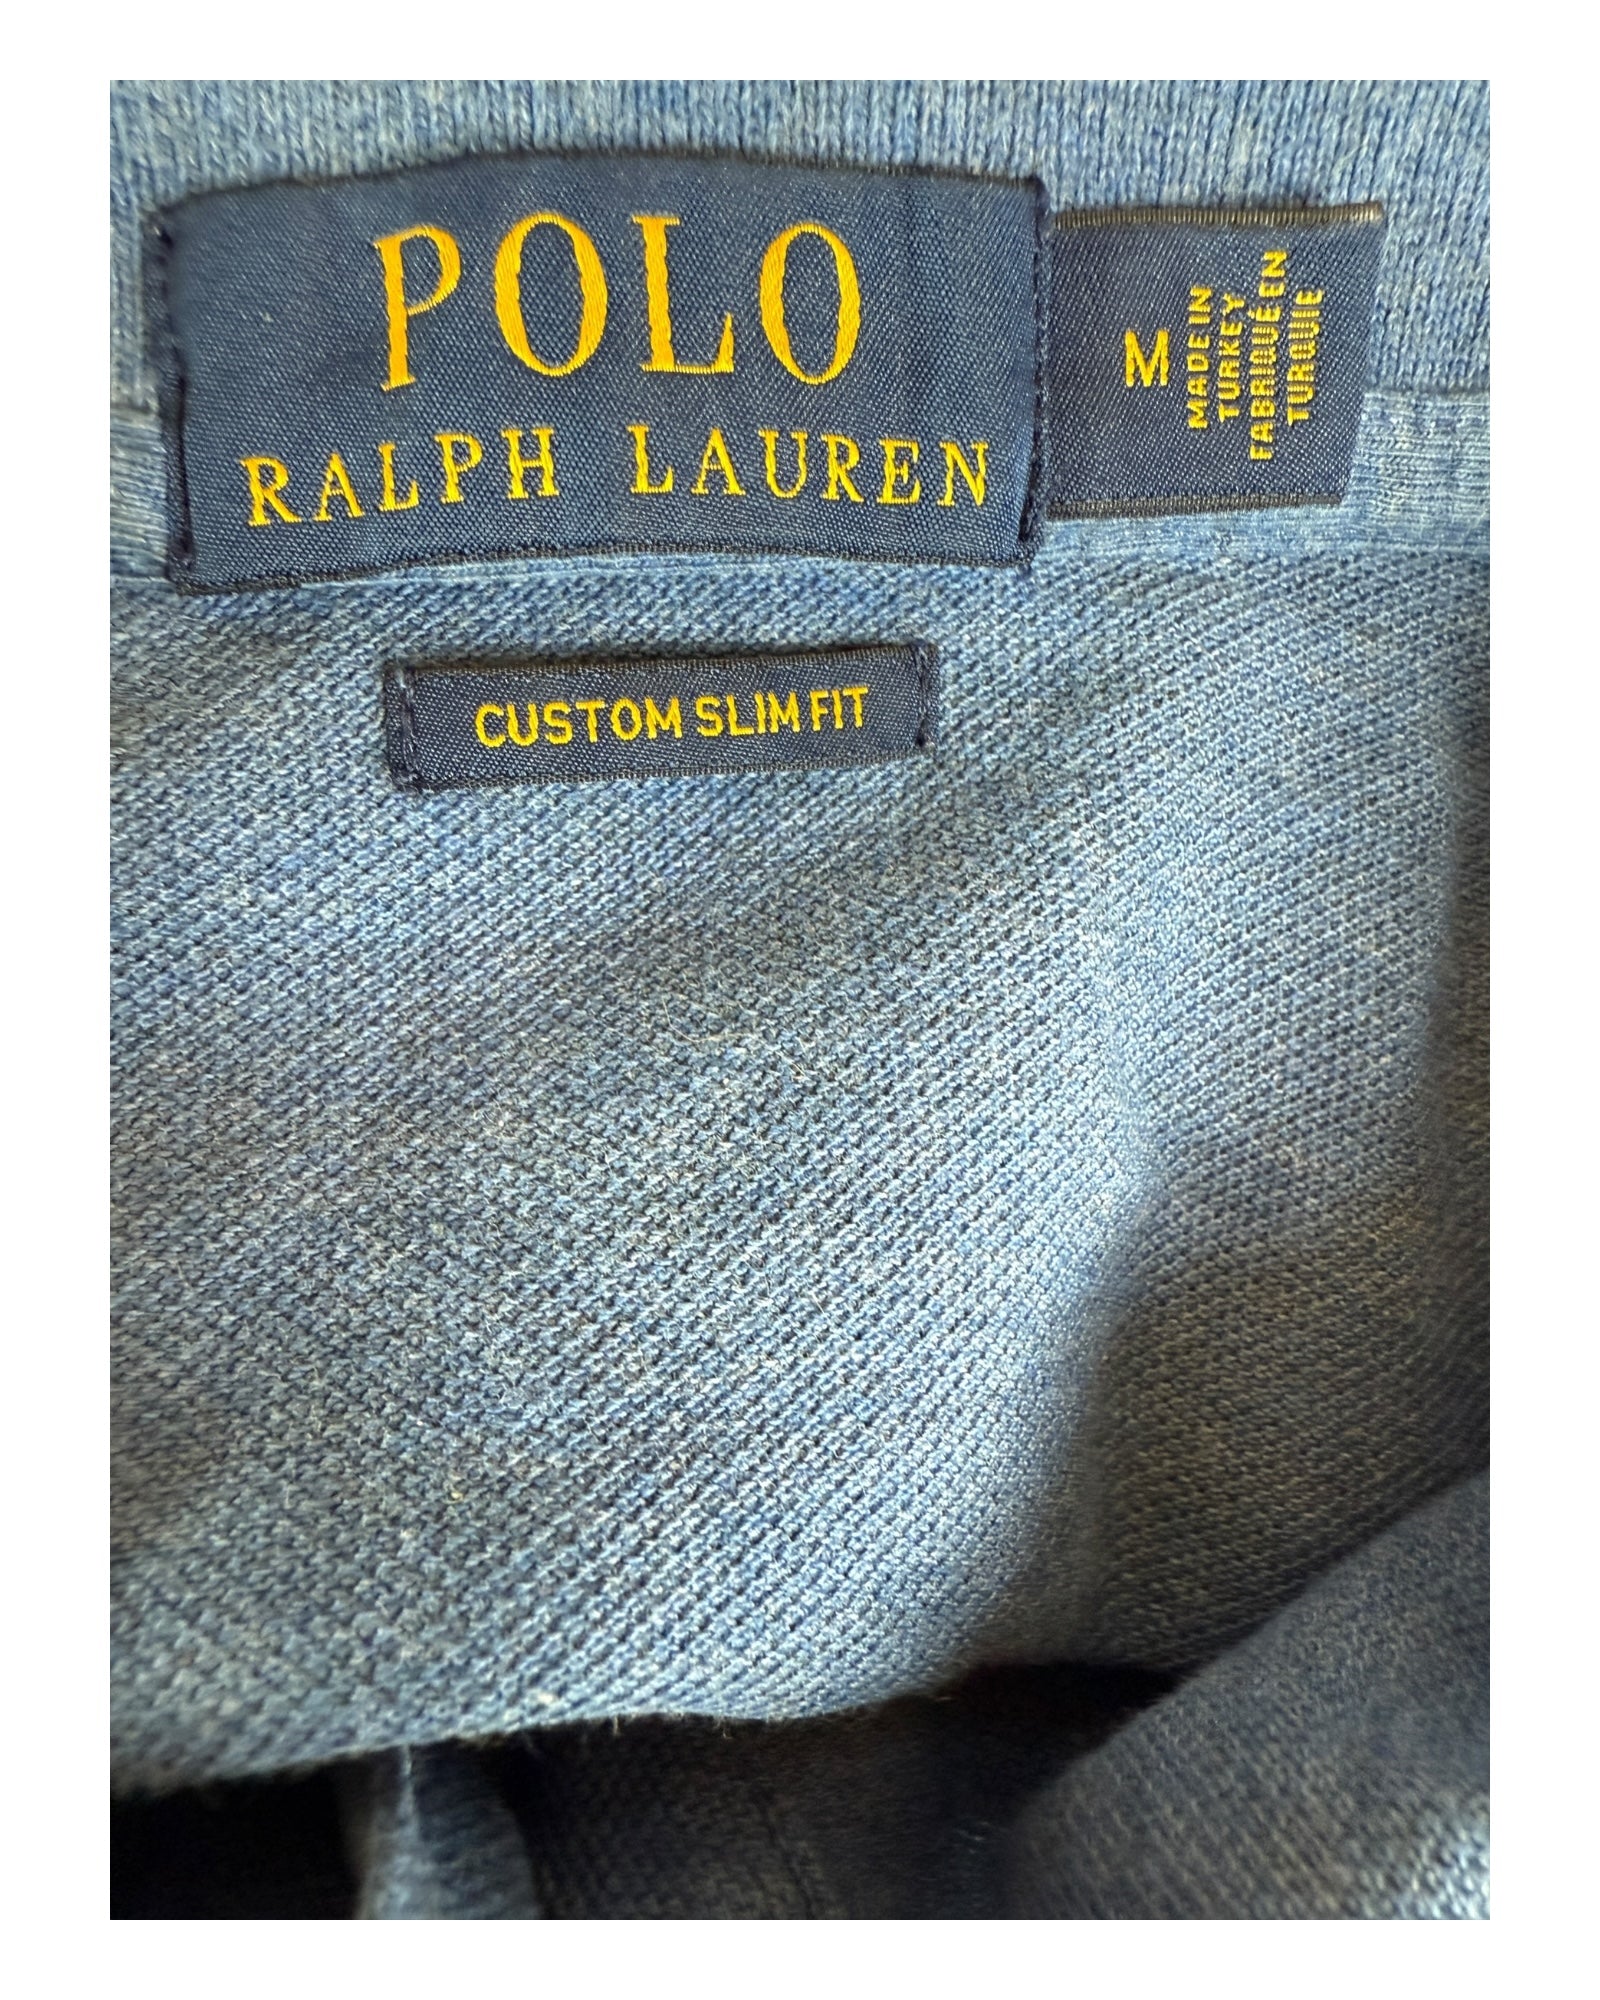 POLO
RALPH LAUREN
M
MADE IN
TURKEY
FABRIQUÉ EN
TURQUIE
CUSTOM SLIM FIT